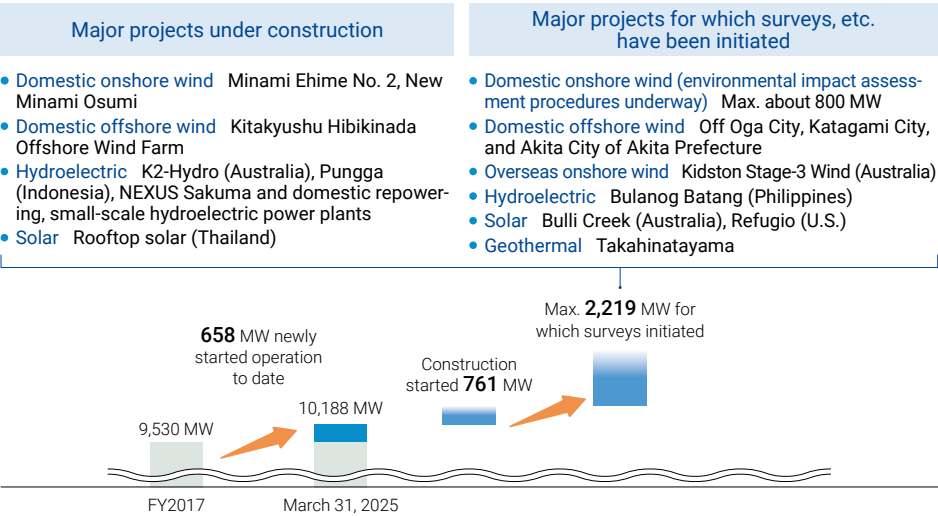 Major projects under construction
• Domestic onshore wind Minami Ehime No. 2, New
Minami Osumi
• Domestic offshore wind Kitakyushu Hibikinada
Offshore Wind Farm
• Hydroelectric K2-Hydro (Australia), Pungga
(Indonesia), NEXUS Sakuma and domestic repower-
ing, small-scale hydroelectric power plants
• Solar Rooftop solar (Thailand)
Major projects for which surveys, etc.
have been initiated
• Domestic onshore wind (environmental impact assess-
ment procedures underway) Max. about 800 MW
• Domestic offshore wind Off Oga City, Katagami City,
and Akita City of Akita Prefecture
• Overseas onshore wind Kidston Stage-3 Wind (Australia)
• Hydroelectric Bulanog Batang (Philippines)
• Solar Bulli Creek (Australia), Refugio (U.S.)
• Geothermal Takahinatayama
Max. 2,219 MW for
which surveys initiated
658 MW newly
started operation
to date
Construction
started 761 MW
10,188 MW
9,530 MW
FY2017
March 31, 2025